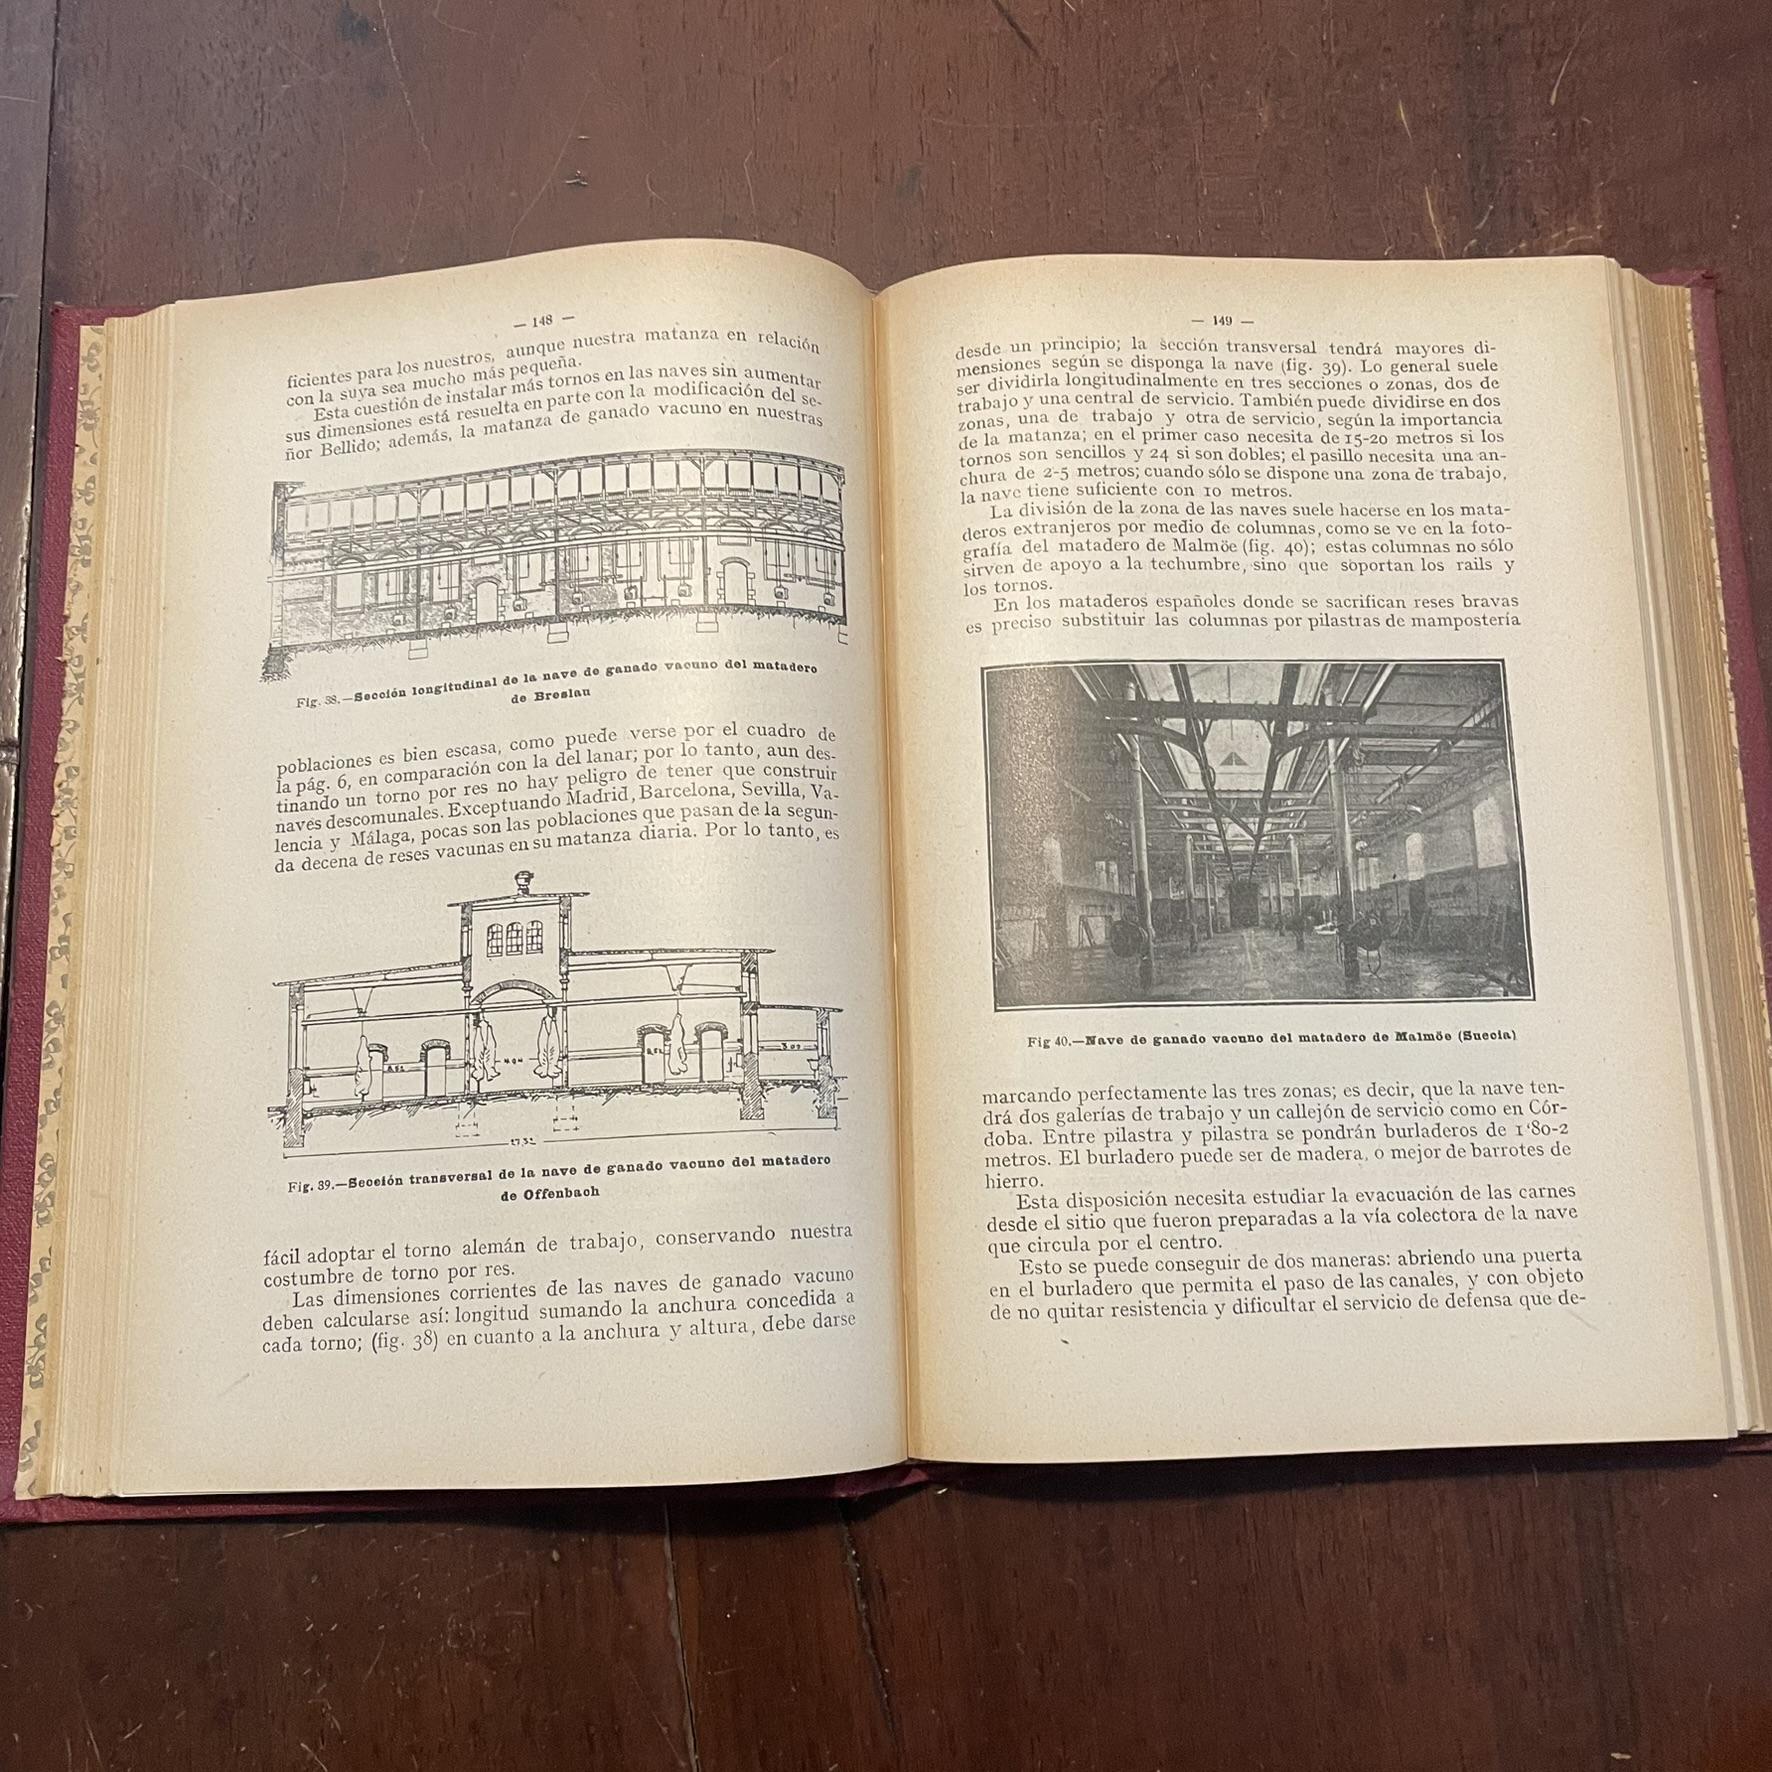 — 148 —
ficientes para los nuestros, aunque nuestra matanza en relación
con la suya sea mucho más pequeña.
Esta cuestión de instalar más tornos en las naves sin aumentar
sus dimensiones está resuelta en parte con la modificación del se-
ñor Bellido; además, la matanza de ganado vacuno en nuestras
Fig. 38.—Sección longitudinal de la nave de ganado vacuno del matadero
de Breslau
poblaciones es bien escasa, como puede verse por el cuadro de
la pág. 6, en comparación con la del lanar; por lo tanto, aun des-
tinando un torno por res no hay peligro de tener que construir
naves descomunales. Exceptuando Madrid, Barcelona, Sevilla, Va-
lencia y Málaga, pocas son las poblaciones que pasan de la segun-
da decena de reses vacunas en su matanza diaria. Por lo tanto, es
17,32
Fig. 39.—Sección transversal de la nave de ganado vacuno del matadero
de Offenbach
fácil adoptar el torno alemán de trabajo, conservando nuestra
costumbre de torno por res.
Las dimensiones corrientes de las naves de ganado vacuno
deben calcularse así: longitud sumando la anchura concedida a
cada torno; (fig. 38) en cuanto a la anchura y altura, debe darse
— 149 —
desde un principio; la sección transversal tendrá mayores di-
mensiones según se disponga la nave (fig. 39). Lo general suele
ser dividirla longitudinalmente en tres secciones o zonas, dos de
trabajo y una central de servicio. También puede dividirse en dos
zonas, una de trabajo y otra de servicio, según la importancia
de la matanza; en el primer caso necesita de 15-20 metros si los
tornos son sencillos y 24 si son dobles; el pasillo necesita una an-
chura de 2-5 metros; cuando sólo se dispone una zona de trabajo,
la nave tiene suficiente con 10 metros.
La división de la zona de las naves suele hacerse en los mata-
deros extranjeros por medio de columnas, como se ve en la foto-
grafía del matadero de Malmöe (fig. 40); estas columnas no sólo
sirven de apoyo a la techumbre, sino que soportan los rails y
los tornos.
En los mataderos españoles donde se sacrifican reses bravas
es preciso substituir las columnas por pilastras de mampostería
Fig 40.—Nave de ganado vacuno del matadero de Malmöe (Suecia)
marcando perfectamente las tres zonas; es decir, que la nave ten-
drá dos galerías de trabajo y un callejón de servicio como en Cór-
doba. Entre pilastra y pilastra se pondrán burladeros de 1'80-2
metros. El burladero puede ser de madera, o mejor de barrotes de
hierro.
Esta disposición necesita estudiar la evacuación de las carnes
desde el sitio que fueron preparadas a la vía colectora de la nave
que circula por el centro.
Esto se puede conseguir de dos maneras: abriendo una puerta
en el burladero que permita el paso de las canales, y con objeto
de no quitar resistencia y dificultar el servicio de defensa que de-